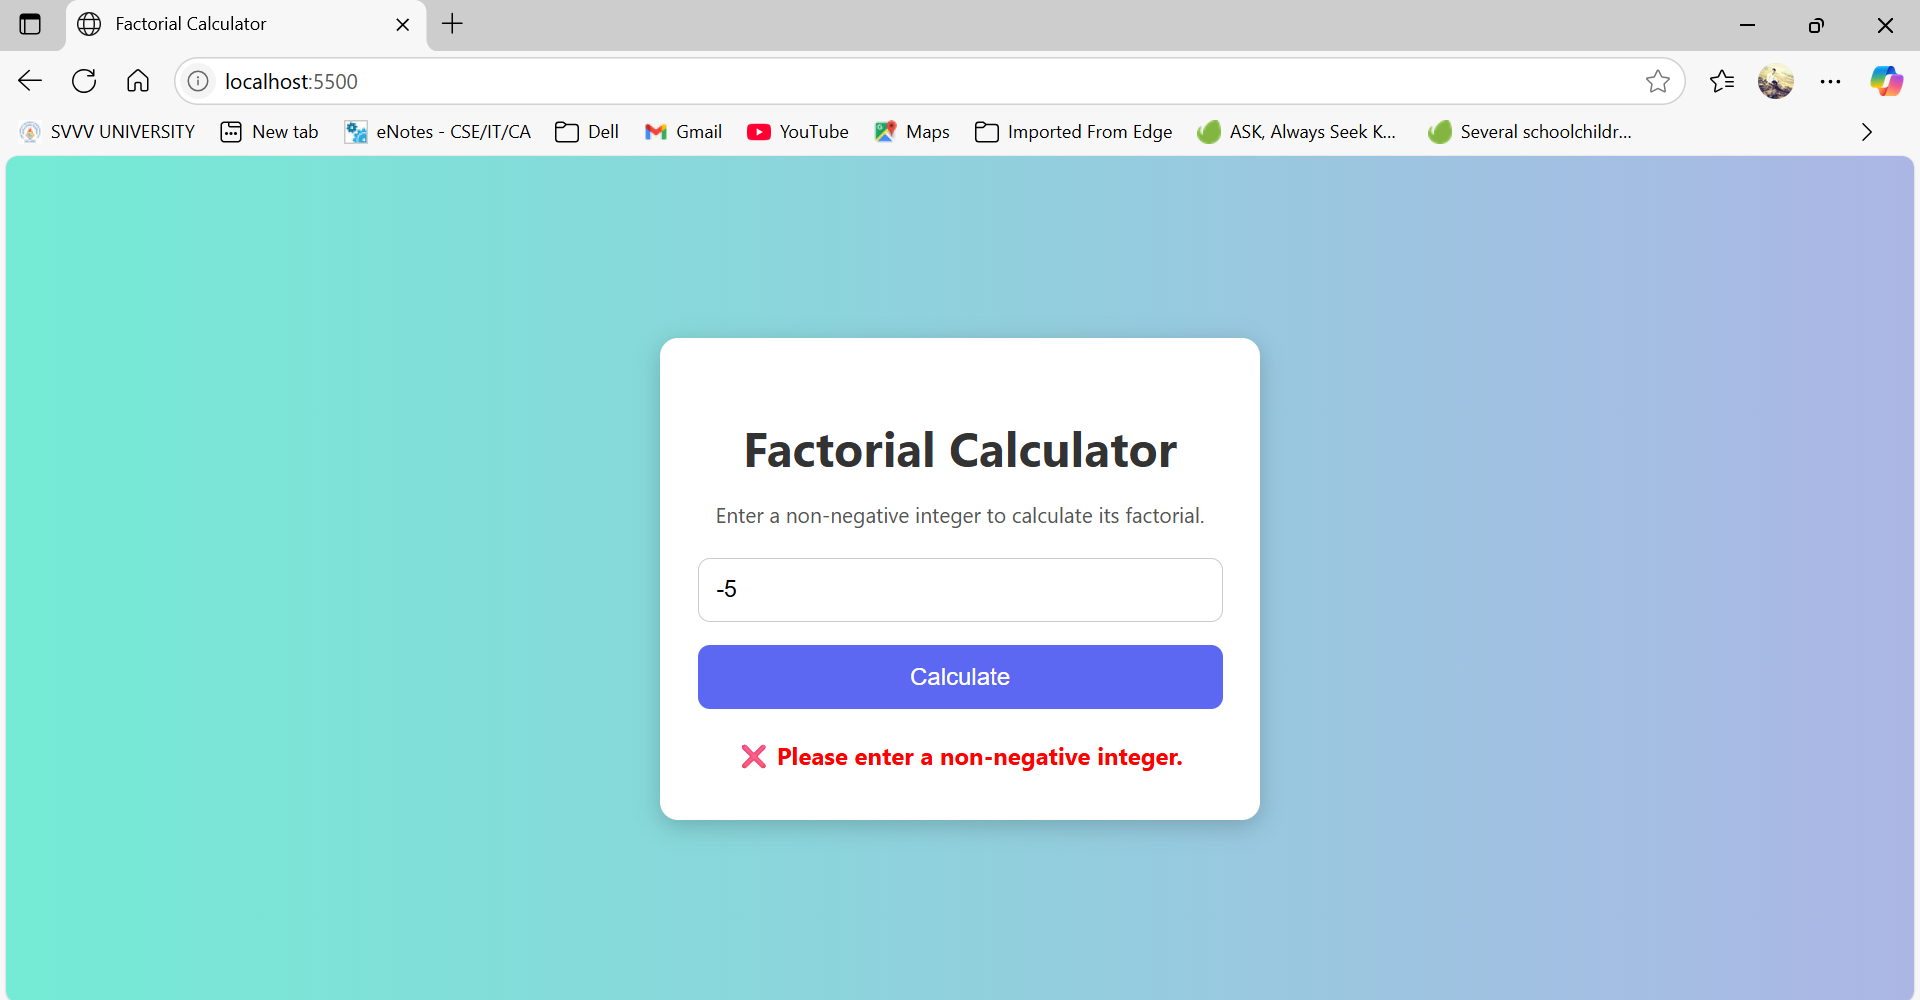 Factorial Calculator
localhost:5500
SVVV UNIVERSITY New tab eNotes - CSE/IT/CA Dell Gmail YouTube Maps Imported From Edge ASK, Always Seek K... Several schoolchildr...
Factorial Calculator
Enter a non-negative integer to calculate its factorial.
-5
Calculate
❌ Please enter a non-negative integer.